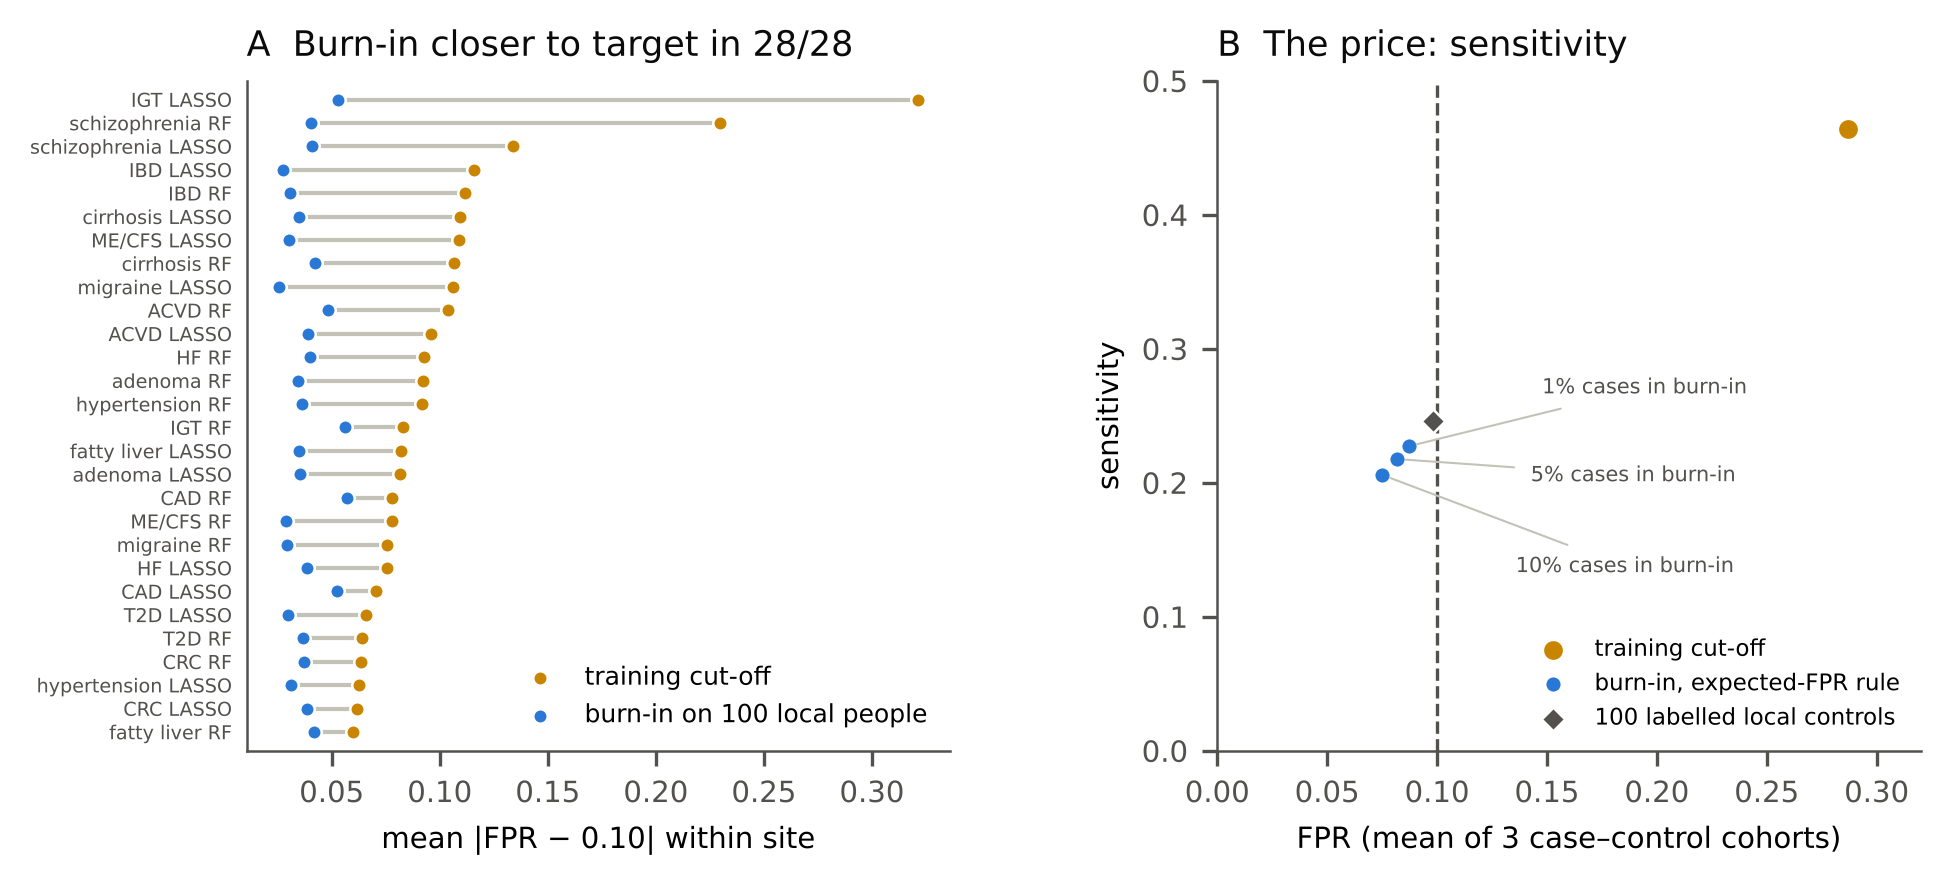 A  Burn-in closer to target in 28/28
IGT LASSO
schizophrenia RF
schizophrenia LASSO
IBD LASSO
IBD RF
cirrhosis LASSO
ME/CFS LASSO
cirrhosis RF
migraine LASSO
ACVD RF
ACVD LASSO
HF RF
adenoma RF
hypertension RF
IGT RF
fatty liver LASSO
adenoma LASSO
CAD RF
ME/CFS RF
migraine RF
HF LASSO
CAD LASSO
T2D LASSO
T2D RF
CRC RF
hypertension LASSO
CRC LASSO
fatty liver RF
training cut-off
burn-in on 100 local people
0.05 0.10 0.15 0.20 0.25 0.30
mean |FPR − 0.10| within site
B  The price: sensitivity
sensitivity
0.5
0.4
0.3
0.2
0.1
0.0
1% cases in burn-in
5% cases in burn-in
10% cases in burn-in
training cut-off
burn-in, expected-FPR rule
100 labelled local controls
0.00 0.05 0.10 0.15 0.20 0.25 0.30
FPR (mean of 3 case–control cohorts)